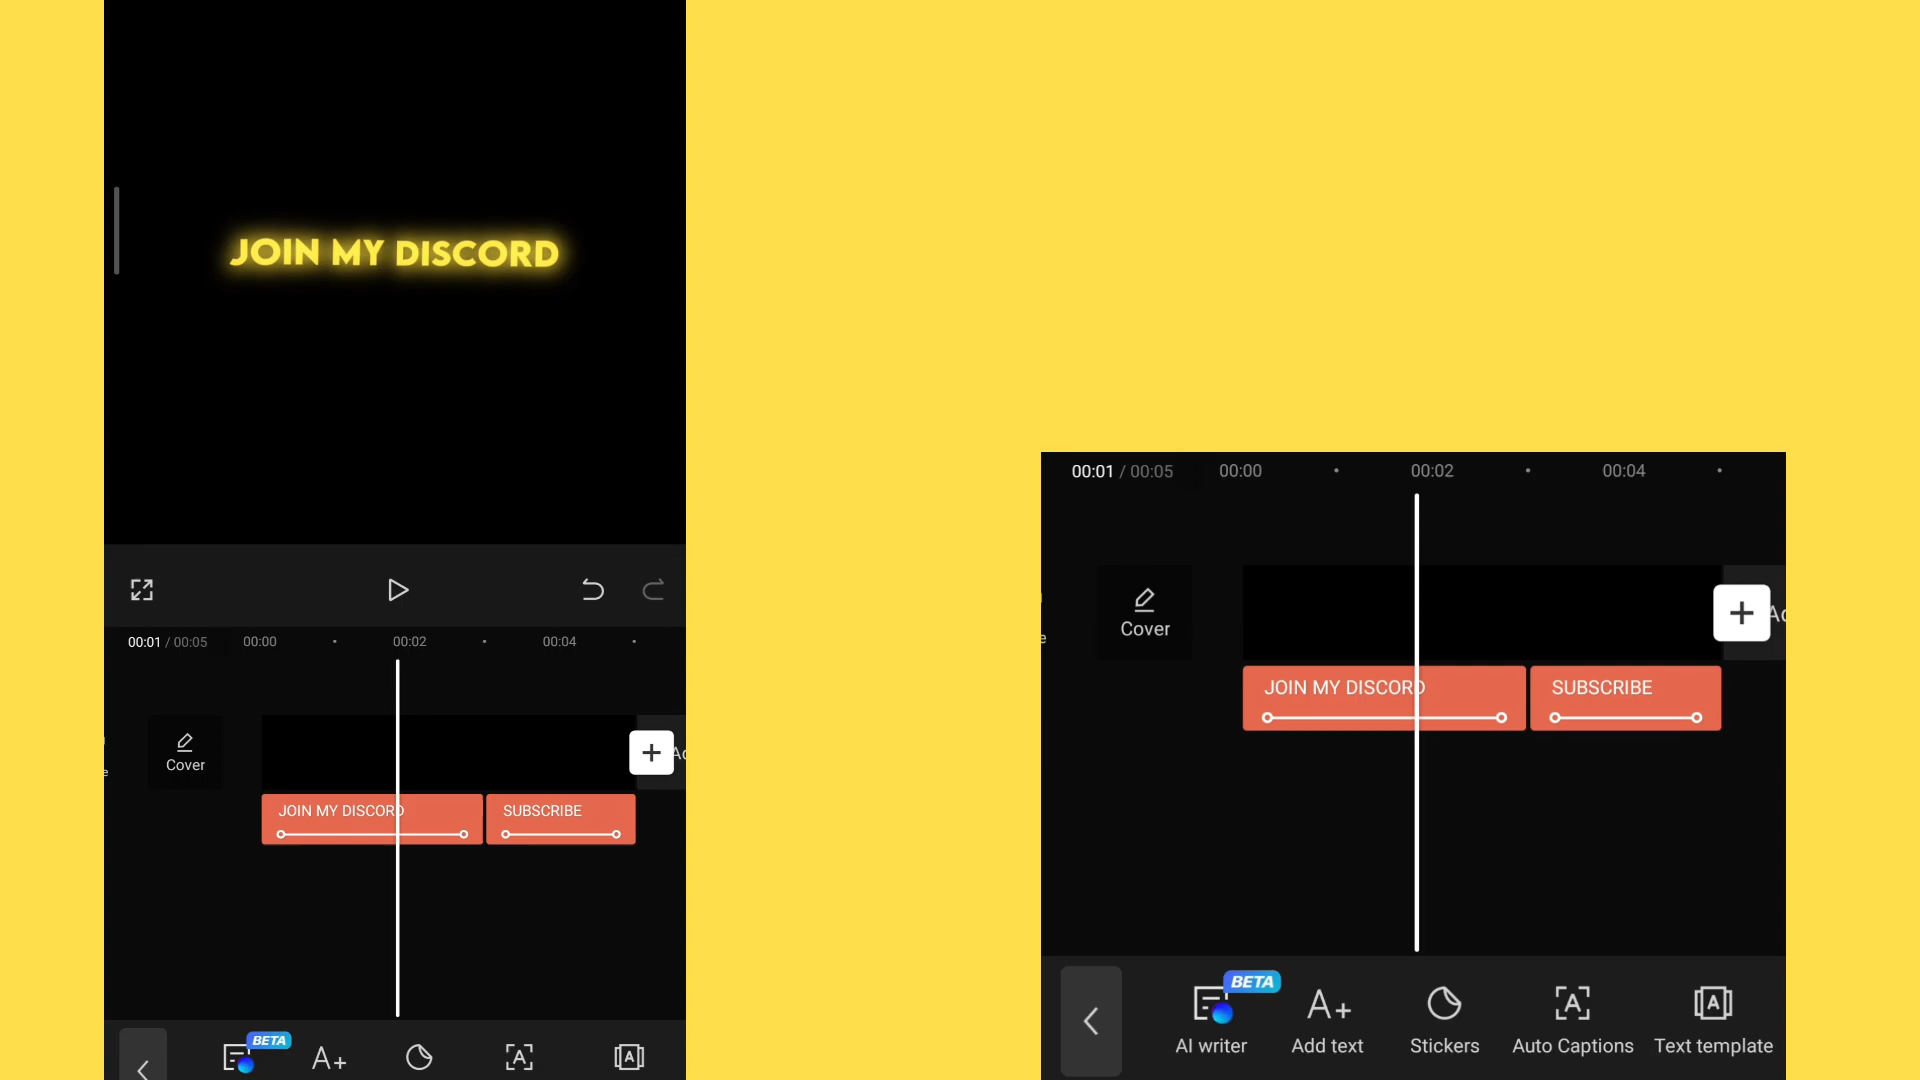 JOIN MY DISCORD
00:01 / 00:05 00:00 00:02 00:04
Cover
JOIN MY DISCORD SUBSCRIBE
BETA
00:01 / 00:05 00:00 00:02 00:04
Cover
JOIN MY DISCORD SUBSCRIBE
BETA
AI writer Add text Stickers Auto Captions Text template